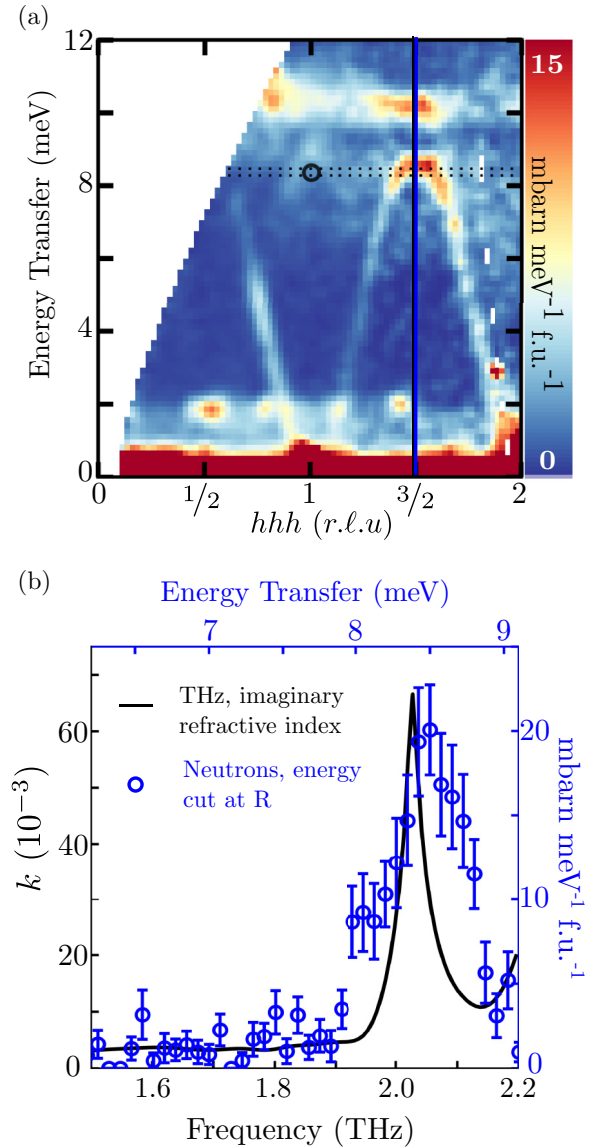 (a)
12
8
4
0
Energy Transfer (meV)
0
1/2
1
3/2
2
hhh (r.ℓ.u)
15
mbarn meV-1 f.u.-1
0
(b)
Energy Transfer (meV)
7
8
9
THz, imaginary
refractive index
Neutrons, energy
cut at R
60
40
20
0
k (10⁻³)
20
10
0
mbarn meV-1 f.u.-1
1.6
1.8
2.0
2.2
Frequency (THz)